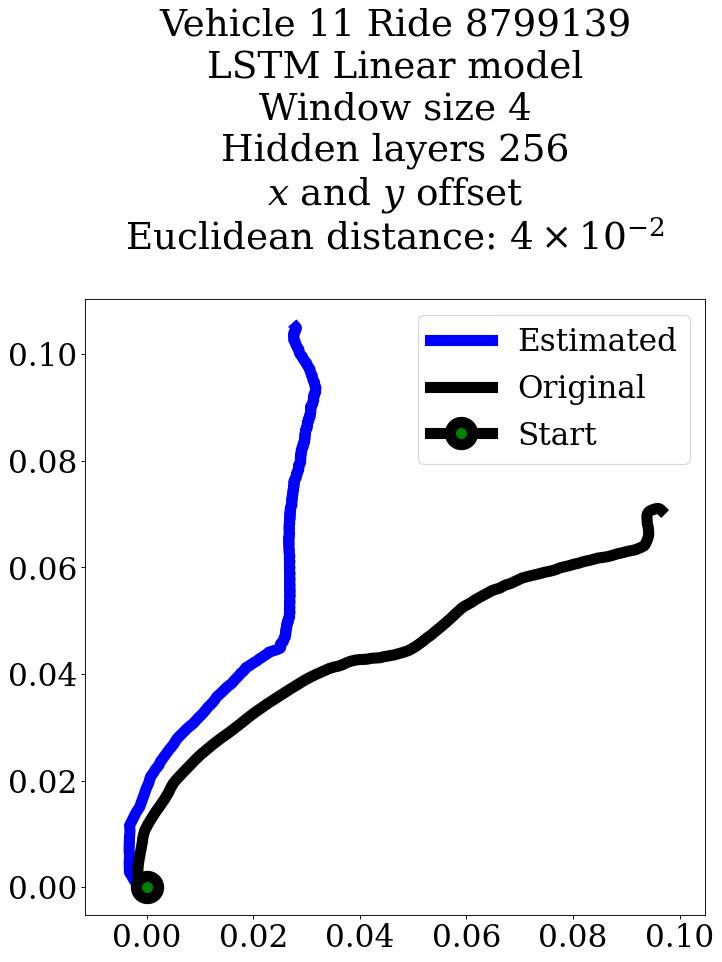 Vehicle 11 Ride 8799139
LSTM Linear model
Window size 4
Hidden layers 256
x and y offset
Euclidean distance: 4 × 10⁻²
Estimated
Original
Start
0.10
0.08
0.06
0.04
0.02
0.00
0.00 0.02 0.04 0.06 0.08 0.10